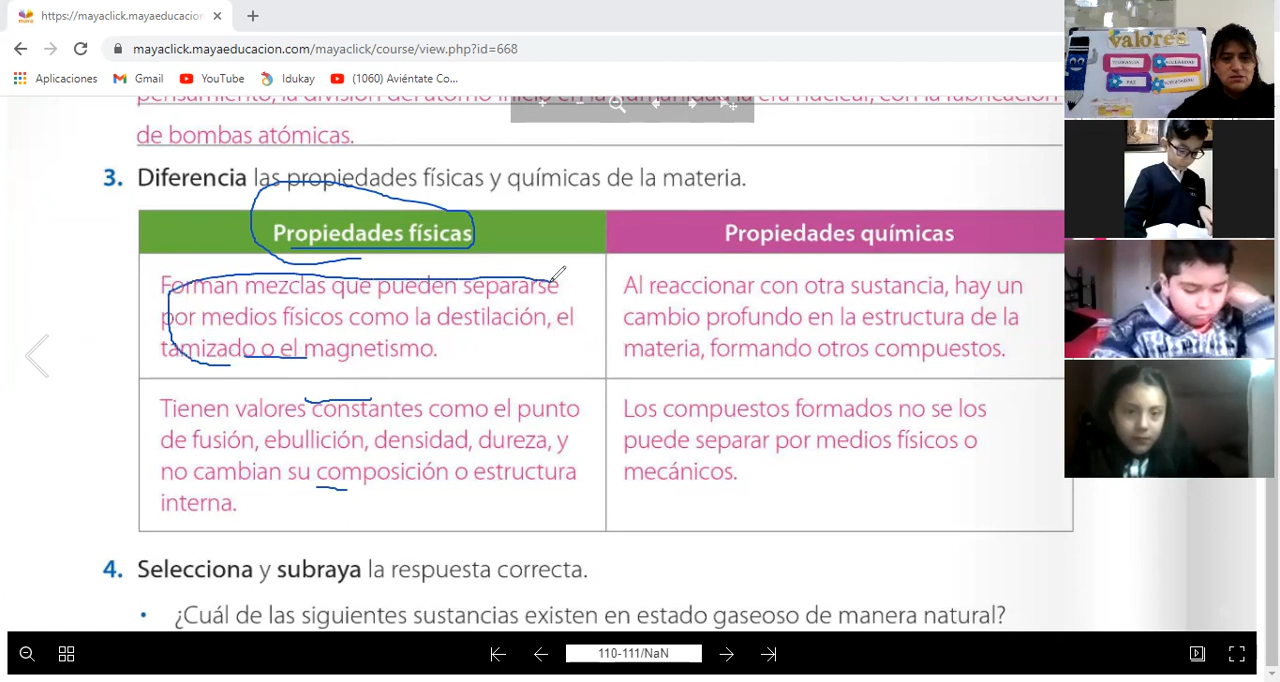 https://mayaclick.mayaeducacion
mayaclick.mayaeducacion.com/mayaclick/course/view.php?id=668
Aplicaciones Gmail YouTube Idukay (1060) Aviéntate Co...
de bombas atómicas.
3. Diferencia las propiedades físicas y químicas de la materia.
Propiedades físicas
Propiedades químicas
Forman mezclas que pueden separarse
por medios físicos como la destilación, el
tamizado o el magnetismo.
Al reaccionar con otra sustancia, hay un
cambio profundo en la estructura de la
materia, formando otros compuestos.
Tienen valores constantes como el punto
de fusión, ebullición, densidad, dureza, y
no cambian su composición o estructura
interna.
Los compuestos formados no se los
puede separar por medios físicos o
mecánicos.
4. Selecciona y subraya la respuesta correcta.
• ¿Cuál de las siguientes sustancias existen en estado gaseoso de manera natural?
110-111/NaN
valores
TOLERANCIA
PAZ